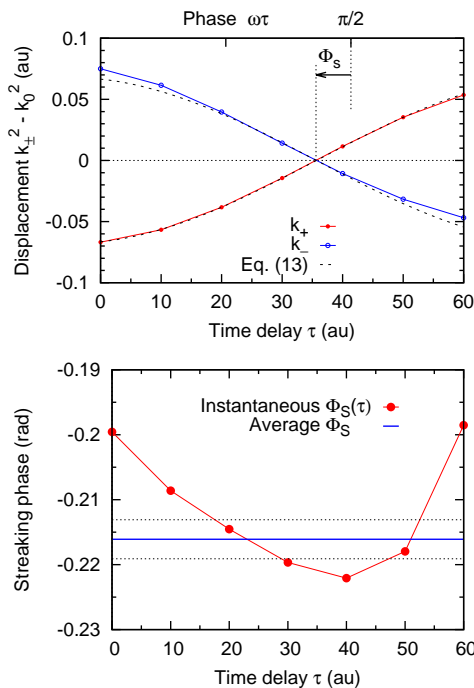 Phase ωτ π/2
0.1
0.05
0
-0.05
-0.1
Displacement k±² - k₀² (au)
Φs
k+
k−
Eq. (13)
0 10 20 30 40 50 60
Time delay τ (au)
-0.19
-0.2
-0.21
-0.22
-0.23
Streaking phase (rad)
Instantaneous ΦS(τ)
Average ΦS
0 10 20 30 40 50 60
Time delay τ (au)